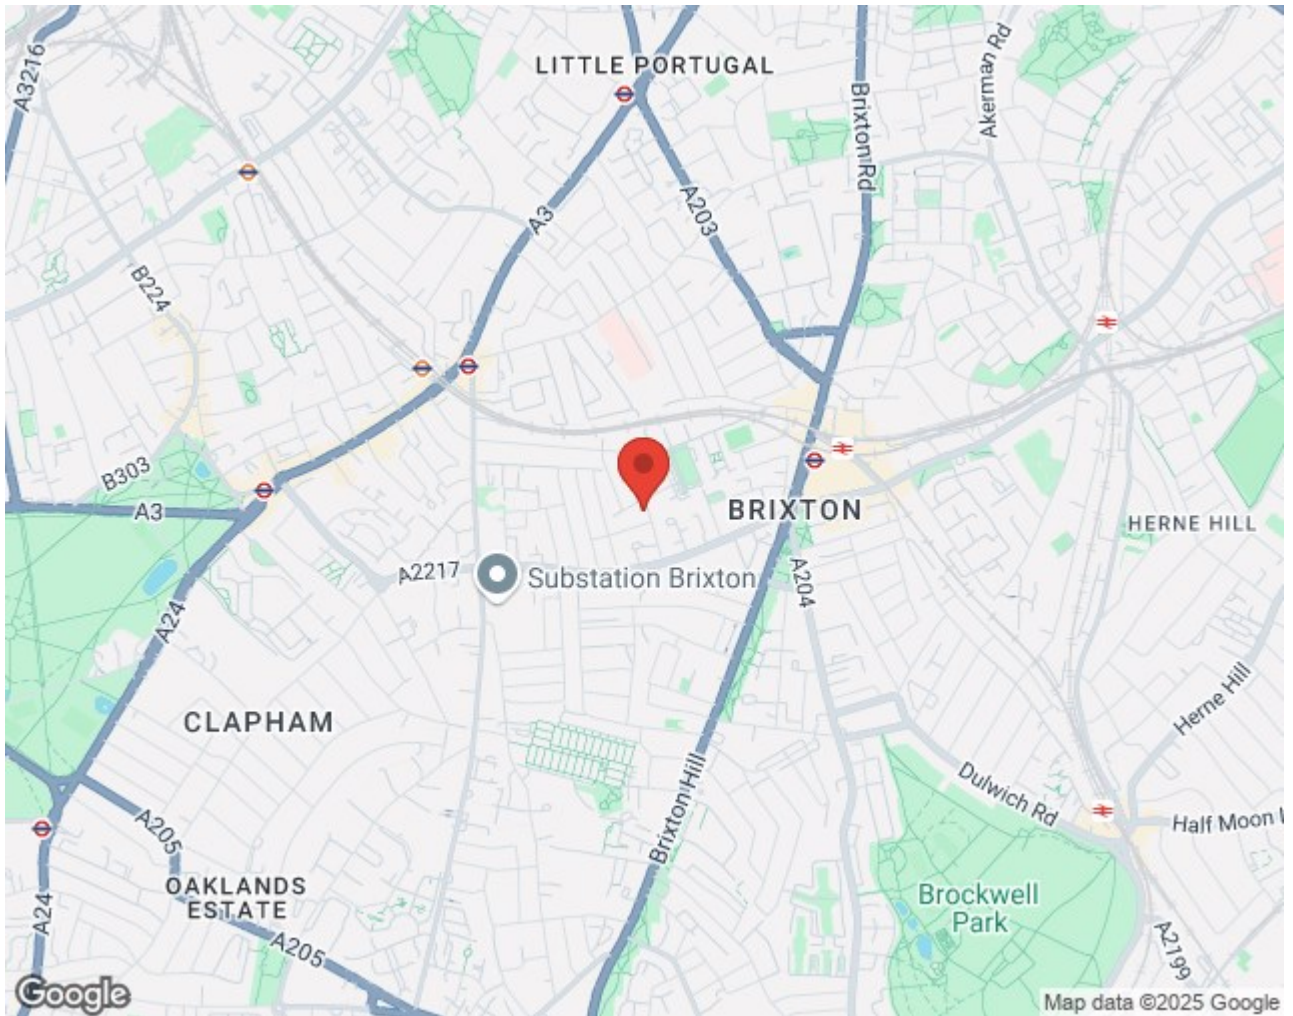 LITTLE PORTUGAL
A3216
Akerman Rd
Brixton Rd
A203
A3
B224
B303
A3
BRIXTON
HERNE HILL
A2217
Substation Brixton
A204
A24
CLAPHAM
Herne Hill
Brixton Hill
Dulwich Rd
A205
Half Moon L
OAKLANDS
ESTATE
Brockwell
Park
A24
A205
A2199
Google
Map data ©2025 Google